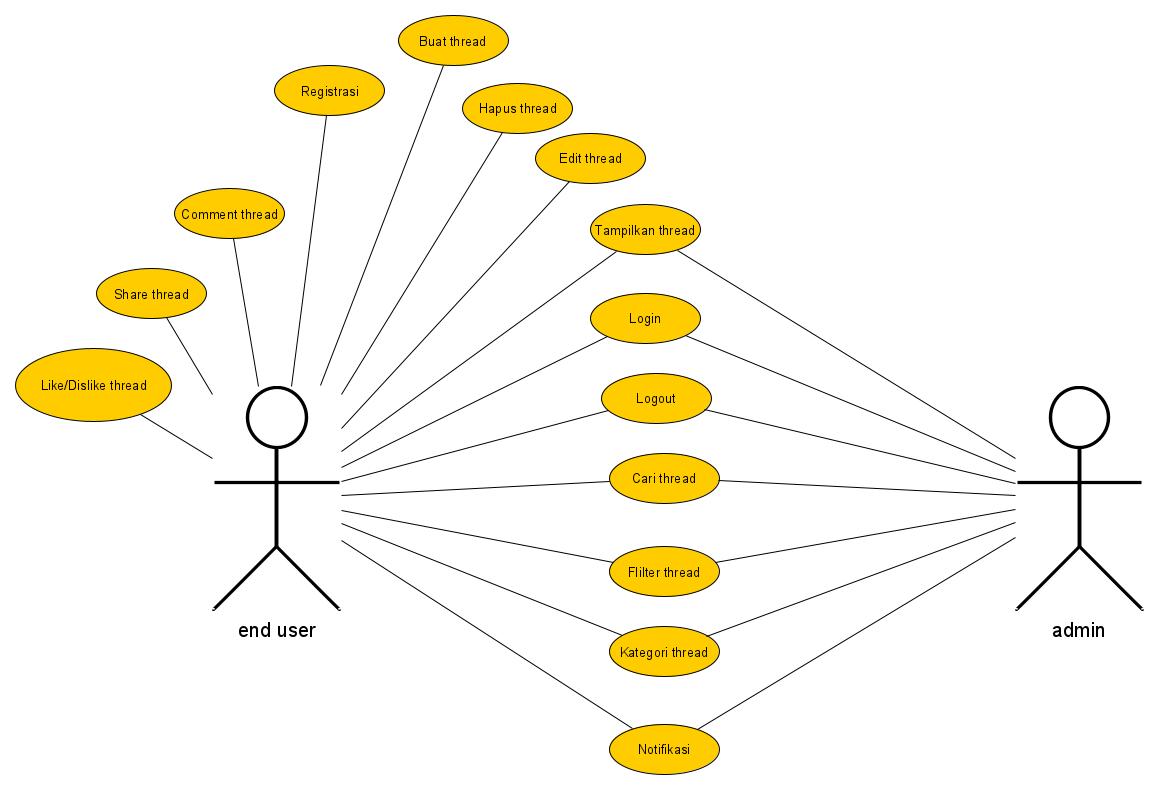 Buat thread
Registrasi
Hapus thread
Edit thread
Comment thread
Tampilkan thread
Share thread
Login
Like/Dislike thread
Logout
Cari thread
Flilter thread
end user
admin
Kategori thread
Notifikasi